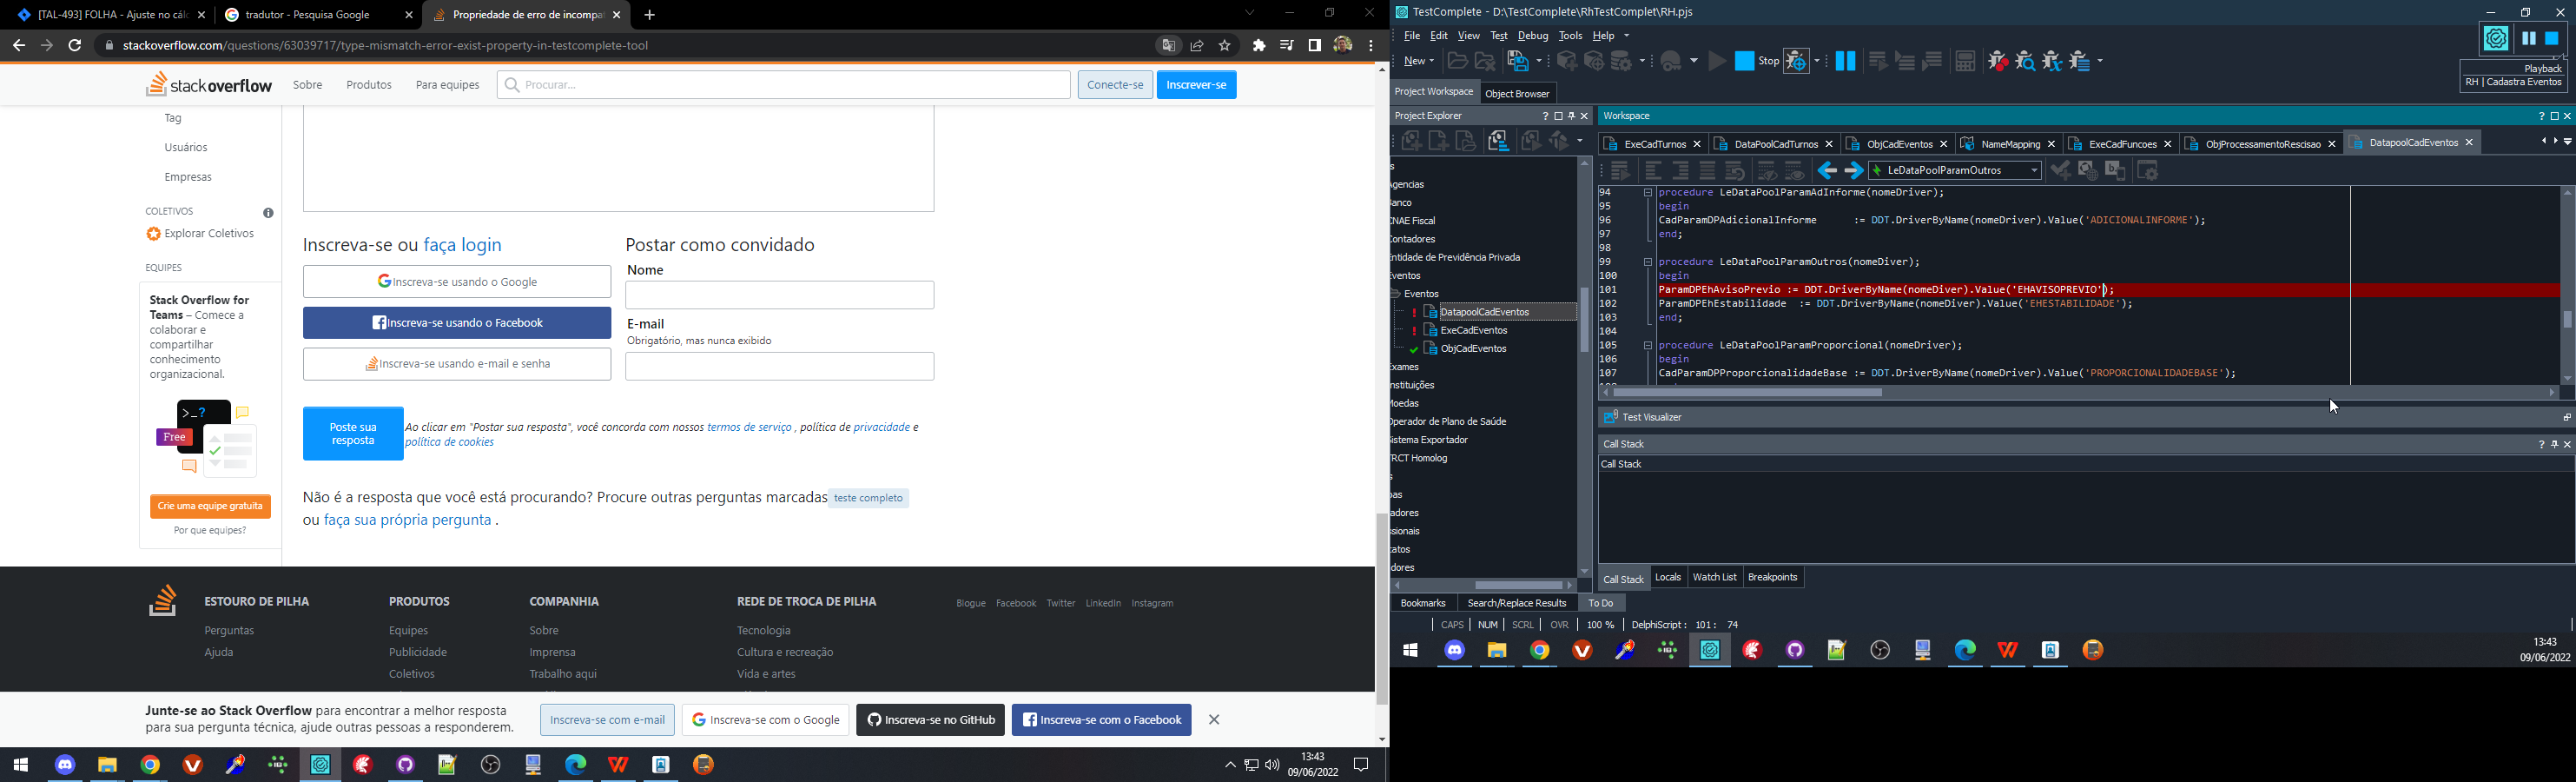 [TAL-493] FOLHA - Ajuste no cálc
tradutor - Pesquisa Google
Propriedade de erro de incompat
stackoverflow.com/questions/63039717/type-mismatch-error-exist-property-in-testcomplete-tool
stackoverflow
Sobre
Produtos
Para equipes
Procurar...
Conecte-se
Inscrever-se
Tag
Usuários
Empresas
COLETIVOS
Explorar Coletivos
EQUIPES
Stack Overflow for
Teams – Comece a
colaborar e
compartilhar
conhecimento
organizacional.
>_?
Free
Crie uma equipe gratuita
Por que equipes?
Inscreva-se ou faça login
Inscreva-se usando o Google
Inscreva-se usando o Facebook
Inscreva-se usando e-mail e senha
Postar como convidado
Nome
E-mail
Obrigatório, mas nunca exibido
Poste sua
resposta
Ao clicar em "Postar sua resposta", você concorda com nossos termos de serviço , política de privacidade e
política de cookies
Não é a resposta que você está procurando? Procure outras perguntas marcadas teste completo
ou faça sua própria pergunta .
ESTOURO DE PILHA
Perguntas
Ajuda
PRODUTOS
Equipes
Publicidade
Coletivos
COMPANHIA
Sobre
Imprensa
Trabalho aqui
REDE DE TROCA DE PILHA
Tecnologia
Cultura e recreação
Vida e artes
Blogue Facebook Twitter LinkedIn Instagram
Junte-se ao Stack Overflow para encontrar a melhor resposta
para sua pergunta técnica, ajude outras pessoas a responderem.
Inscreva-se com e-mail
Inscreva-se com o Google
Inscreva-se no GitHub
Inscreva-se com o Facebook
13:43
09/06/2022
TestComplete - D:\TestComplete\RhTestComplet\RH.pjs
File Edit View Test Debug Tools Help
New
Stop
Playback
RH | Cadastra Eventos
Project Workspace
Object Browser
Project Explorer
Workspace
ExeCadTurnos
DataPoolCadTurnos
ObjCadEventos
NameMapping
ExeCadFuncoes
ObjProcessamentoRescisao
DatapoolCadEventos
LeDataPoolParamOutros
s
Agencias
anco
CNAE Fiscal
Contadores
ntidade de Previdência Privada
ventos
Eventos
DatapoolCadEventos
ExeCadEventos
ObjCadEventos
xames
nstituições
Moedas
Operador de Plano de Saúde
istema Exportador
RCT Homolog
s
oas
adores
ssionais
catos
dores
94 procedure LeDataPoolParamAdInforme(nomeDriver);
95 begin
96 CadParamDPAdicionalInforme := DDT.DriverByName(nomeDriver).Value('ADICIONALINFORME');
97 end;
98
99 procedure LeDataPoolParamOutros(nomeDiver);
100 begin
101 ParamDPEhAvisoPrevio := DDT.DriverByName(nomeDiver).Value('EHAVISOPREVIO');
102 ParamDPEhEstabilidade := DDT.DriverByName(nomeDiver).Value('EHESTABILIDADE');
103 end;
104
105 procedure LeDataPoolParamProporcional(nomeDriver);
106 begin
107 CadParamDPProporcionalidadeBase := DDT.DriverByName(nomeDriver).Value('PROPORCIONALIDADEBASE');
Test Visualizer
Call Stack
Call Stack
Call Stack Locals Watch List Breakpoints
Bookmarks Search/Replace Results To Do
CAPS NUM SCRL OVR 100 % DelphiScript : 101 : 74
13:43
09/06/2022